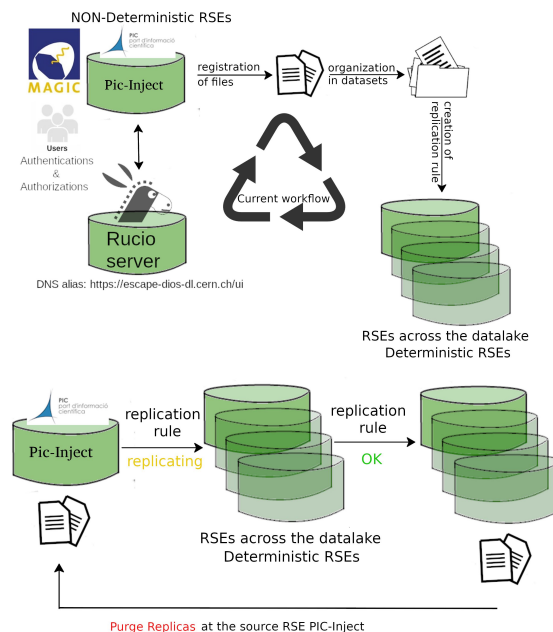 NON-Deterministic RSEs
PIC
port d'informació
científica
MAGIC
Pic-Inject
registration
of files
organization
in datasets
creation of
replication rule
Users
Authentications
&
Authorizations
Current workflow
Rucio
server
DNS alias: https://escape-dios-dl.cern.ch/ui
RSEs across the datalake
Deterministic RSEs
PIC
port d'informació
científica
Pic-Inject
replication
rule
replicating
replication
rule
OK
RSEs across the datalake
Deterministic RSEs
Purge Replicas at the source RSE PIC-Inject